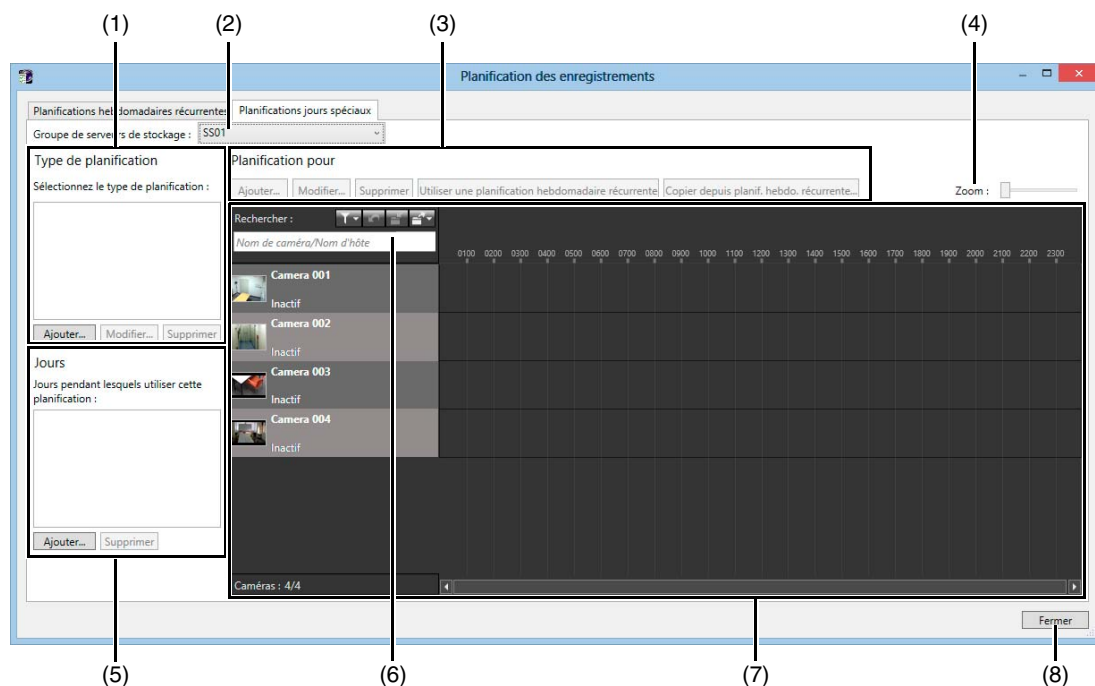 (1) (2) (3) (4)
Planification des enregistrements
Planifications hebdomadaires récurrentes Planifications jours spéciaux
Groupe de serveurs de stockage : SS01
Type de planification
Sélectionnez le type de planification :
Ajouter... Modifier... Supprimer
Planification pour
Ajouter... Modifier... Supprimer Utiliser une planification hebdomadaire récurrente Copier depuis planif. hebdo. récurrente...
Zoom :
Rechercher :
Nom de caméra/Nom d'hôte
0100 0200 0300 0400 0500 0600 0700 0800 0900 1000 1100 1200 1300 1400 1500 1600 1700 1800 1900 2000 2100 2200 2300
Camera 001
Inactif
Camera 002
Inactif
Camera 003
Inactif
Camera 004
Inactif
Jours
Jours pendant lesquels utiliser cette
planification :
Ajouter... Supprimer
Caméras : 4/4
Fermer
(5) (6) (7) (8)